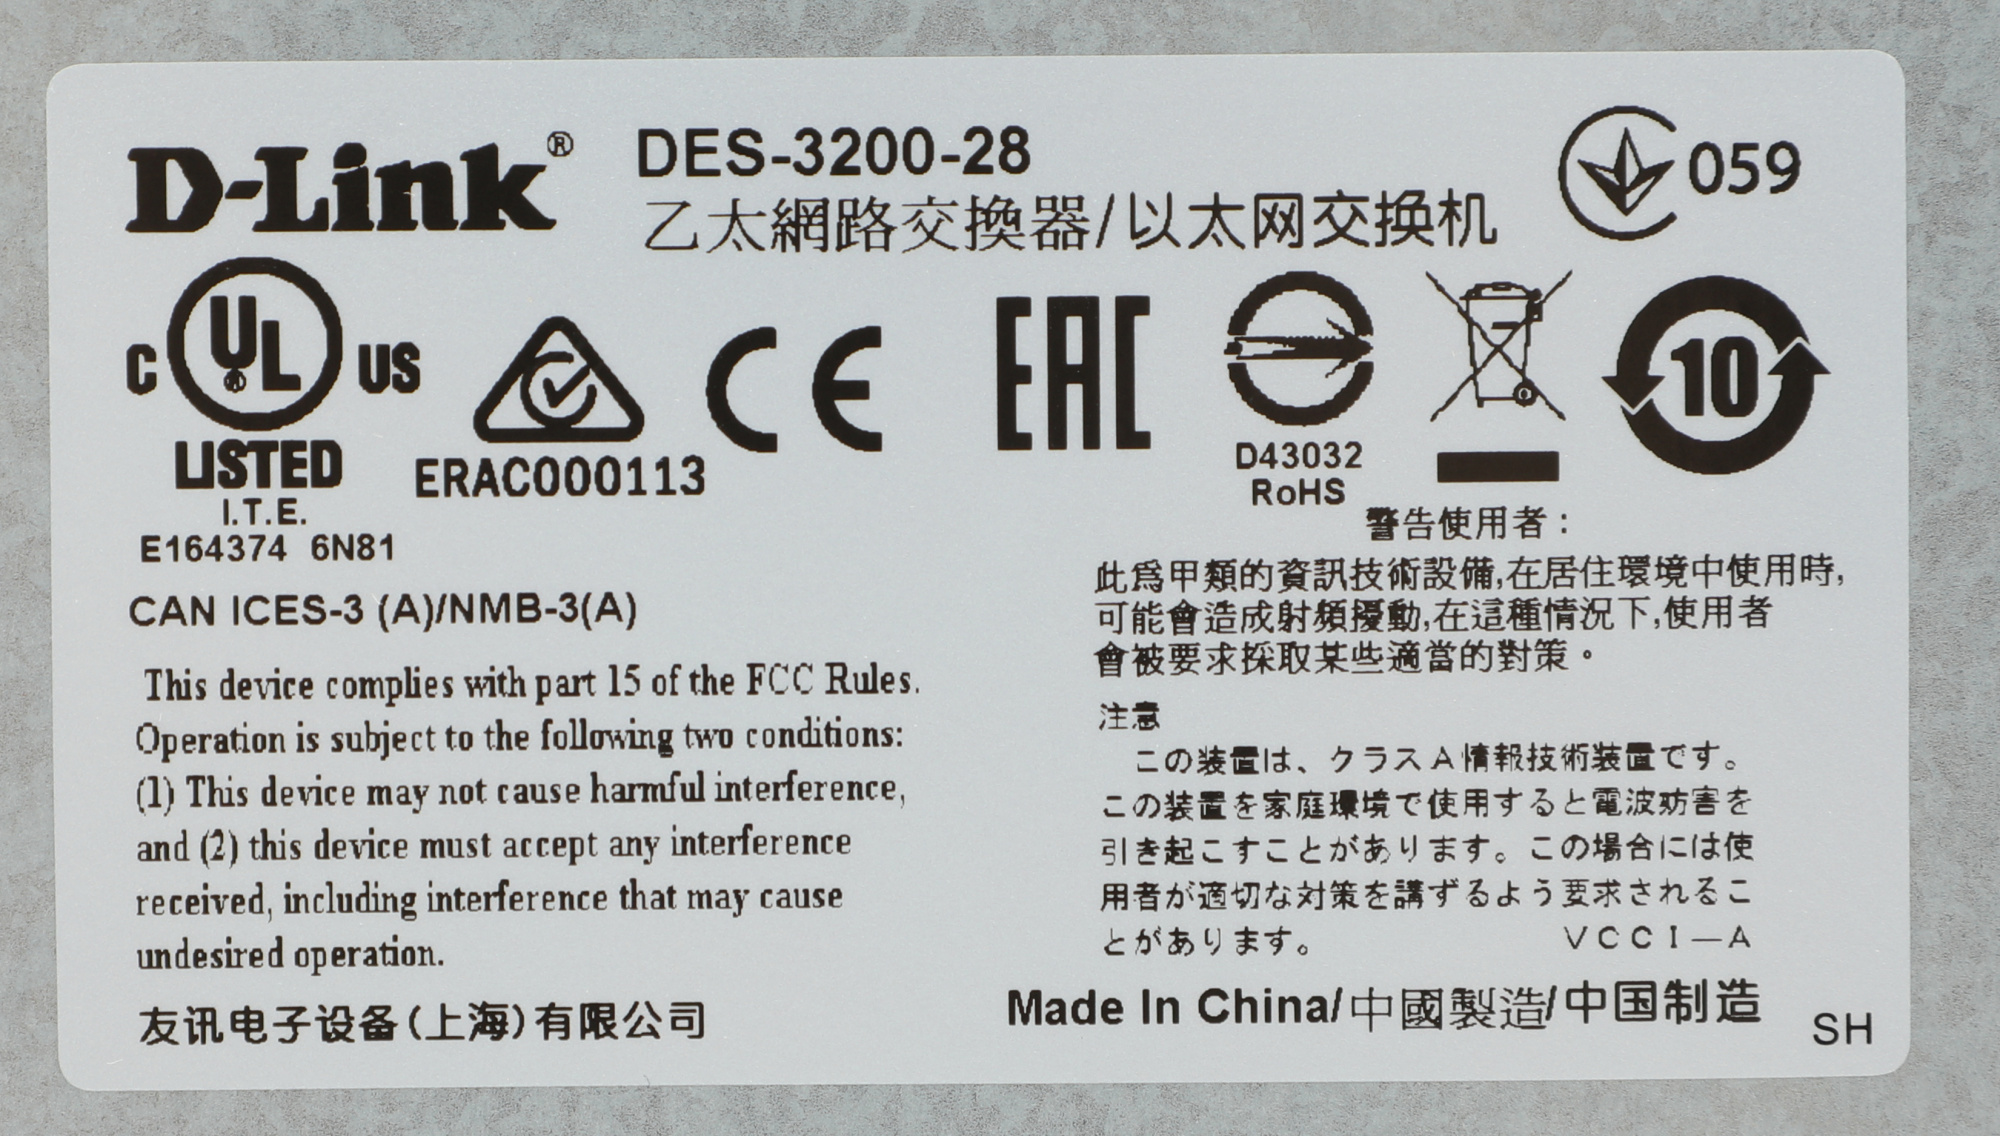 D-Link®
DES-3200-28
乙太網路交換器/以太网交换机
059
C UL® US
LISTED
I.T.E.
E164374 6N81
ERAC000113
CE
EAC
D43032
RoHS
10
CAN ICES-3 (A)/NMB-3(A)
This device complies with part 15 of the FCC Rules.
Operation is subject to the following two conditions:
(1) This device may not cause harmful interference,
and (2) this device must accept any interference
received, including interference that may cause
undesired operation.
友讯电子设备(上海)有限公司
警告使用者：
此爲甲類的資訊技術設備,在居住環境中使用時,
可能會造成射頻擾動,在這種情況下,使用者
會被要求採取某些適當的對策。
注意
この装置は、クラスA情報技術装置です。
この装置を家庭環境で使用すると電波妨害を
引き起こすことがあります。この場合には使
用者が適切な対策を講ずるよう要求されるこ
とがあります。 VCCI—A
Made In China/中國製造/中国制造
SH